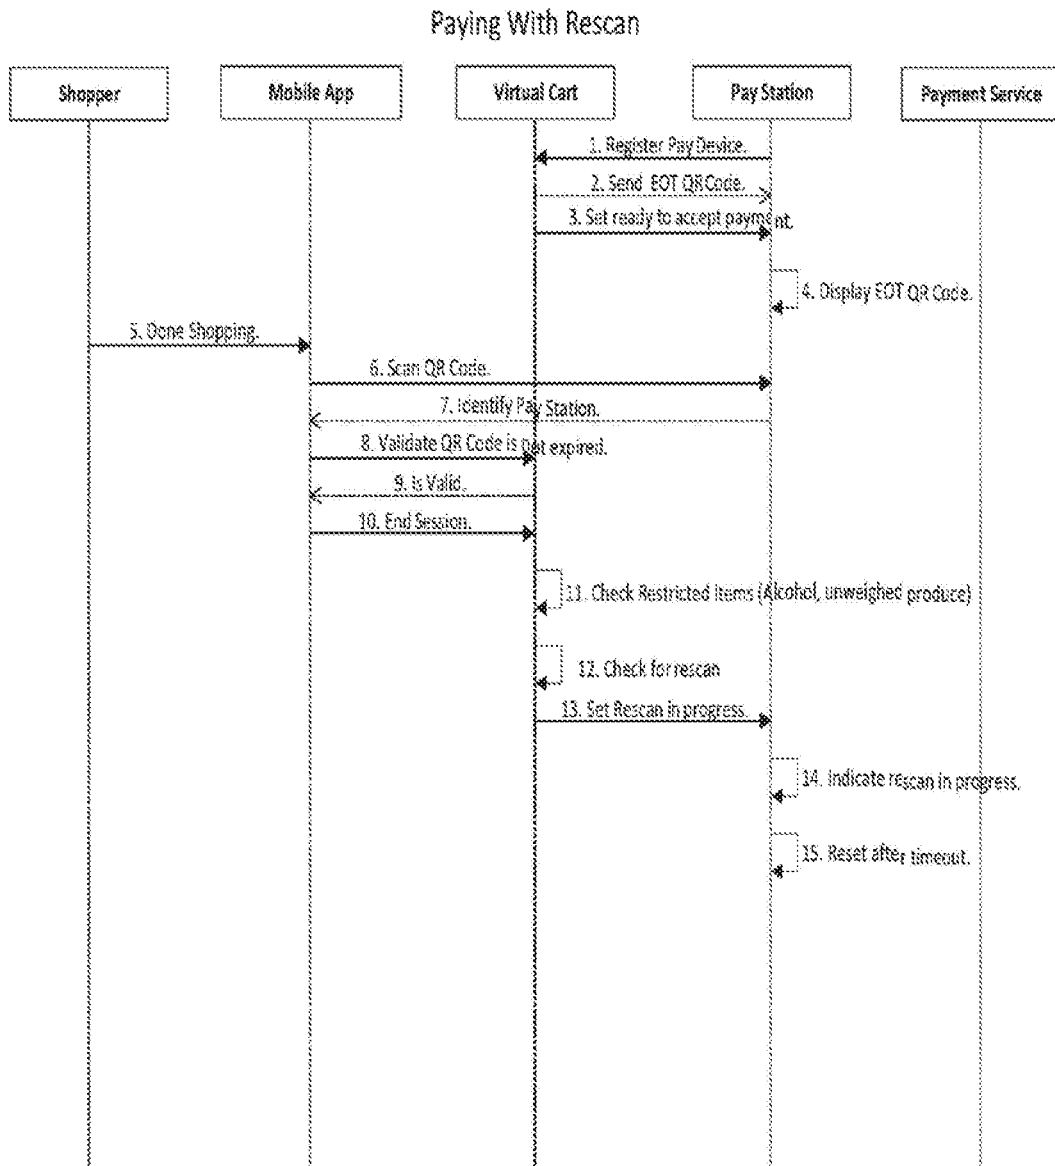 Paying With Rescan
Shopper
Mobile App
Virtual Cart
Pay Station
Payment Service
1. Register Pay Device.
2. Send EOT QR Code.
3. Set ready to accept payment.
4. Display EOT QR Code.
5. Done Shopping.
6. Scan QR Code.
7. Identify Pay Station.
8. Validate QR Code is not expired.
9. Is Valid.
10. End Session.
11. Check Restricted Items (Alcohol, unweighed produce)
12. Check for rescan
13. Set Rescan in progress.
14. Indicate rescan in progress.
15. Reset after timeout.